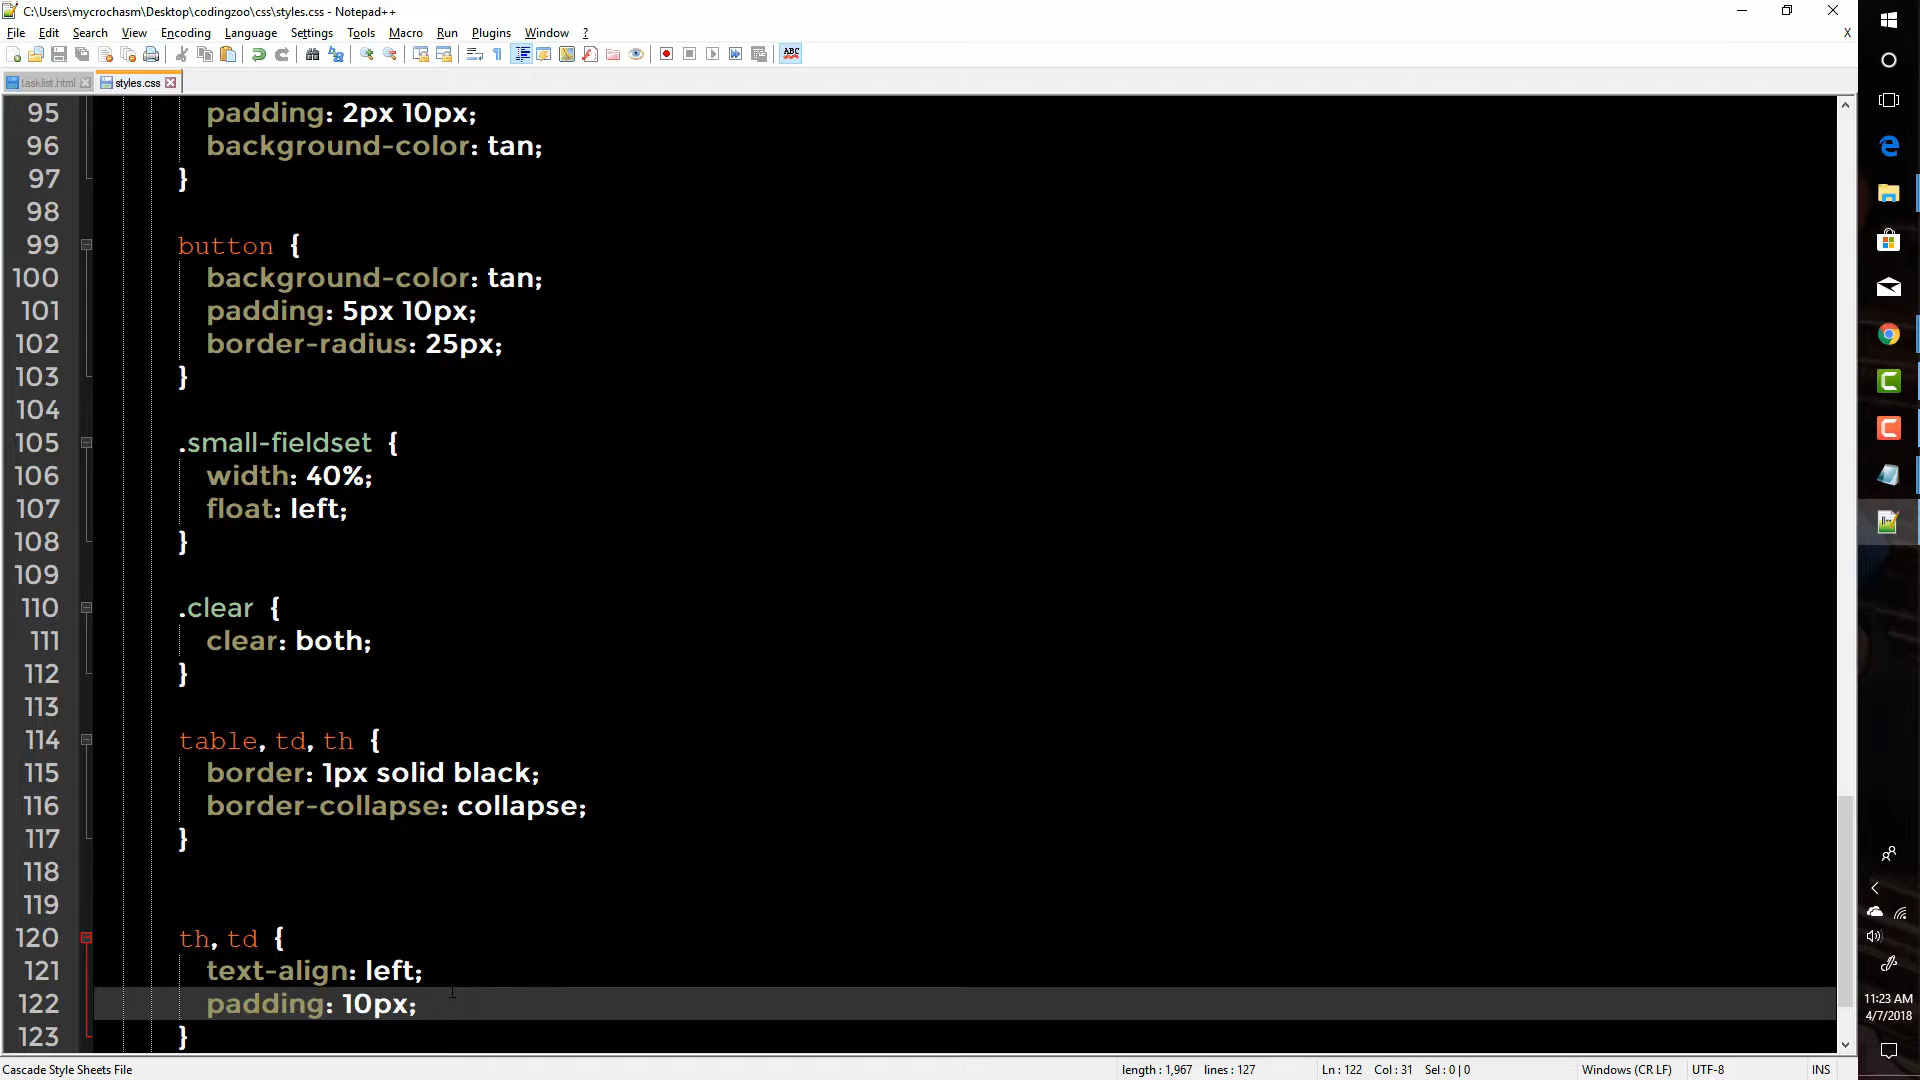 C:\Users\mycrochasm\Desktop\codingzoo\css\styles.css - Notepad++
File Edit Search View Encoding Language Settings Tools Macro Run Plugins Window ? X
ABC
tasklist.html styles.css
95 padding: 2px 10px;
96 background-color: tan;
97 }
98
99 button {
100 background-color: tan;
101 padding: 5px 10px;
102 border-radius: 25px;
103 }
104
105 .small-fieldset {
106 width: 40%;
107 float: left;
108 }
109
110 .clear {
111 clear: both;
112 }
113
114 table, td, th {
115 border: 1px solid black;
116 border-collapse: collapse;
117 }
118
119
120 th, td {
121 text-align: left;
122 padding: 10px;
123 }
11:23 AM
4/7/2018
Cascade Style Sheets File length : 1,967 lines : 127 Ln : 122 Col : 31 Sel : 0 | 0 Windows (CR LF) UTF-8 INS